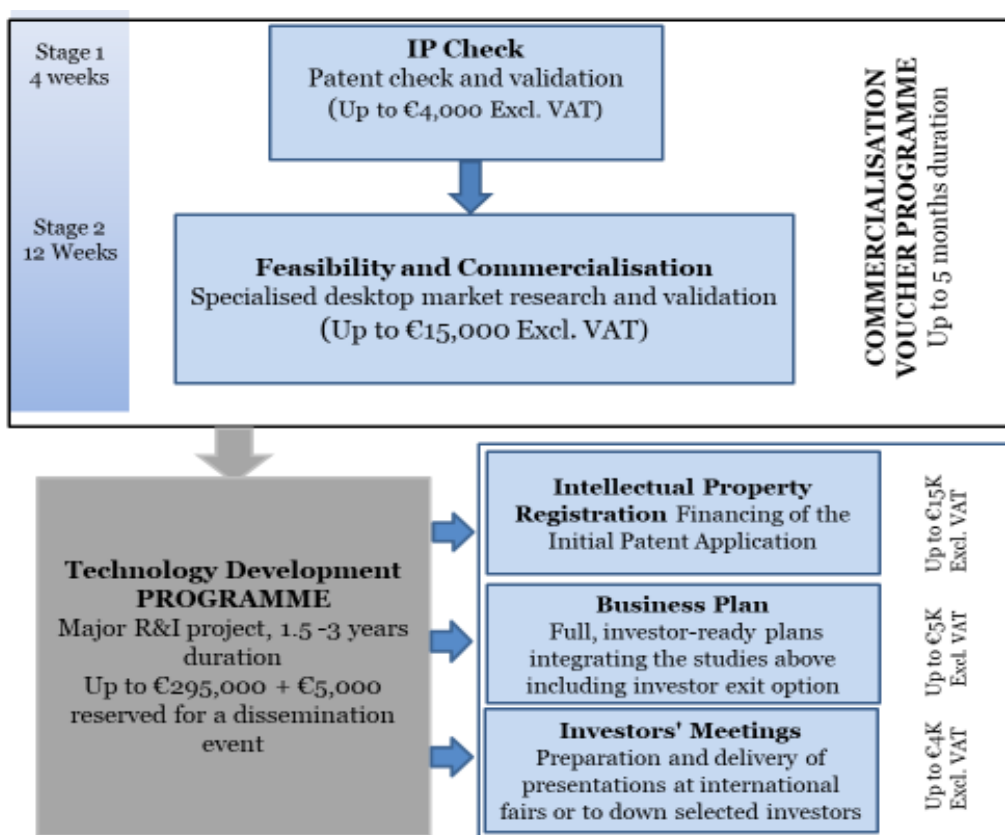 Stage 1
4 weeks
IP Check
Patent check and validation
(Up to €4,000 Excl. VAT)
Stage 2
12 Weeks
Feasibility and Commercialisation
Specialised desktop market research and validation
(Up to €15,000 Excl. VAT)
COMMERCIALISATION
VOUCHER PROGRAMME
Up to 5 months duration
Technology Development
PROGRAMME
Major R&I project, 1.5 -3 years
duration
Up to €295,000 + €5,000
reserved for a dissemination
event
Intellectual Property
Registration Financing of the
Initial Patent Application
Up to €15K
Excl. VAT
Business Plan
Full, investor-ready plans
integrating the studies above
including investor exit option
Up to €5K
Excl. VAT
Investors' Meetings
Preparation and delivery of
presentations at international
fairs or to down selected investors
Up to €4K
Excl. VAT